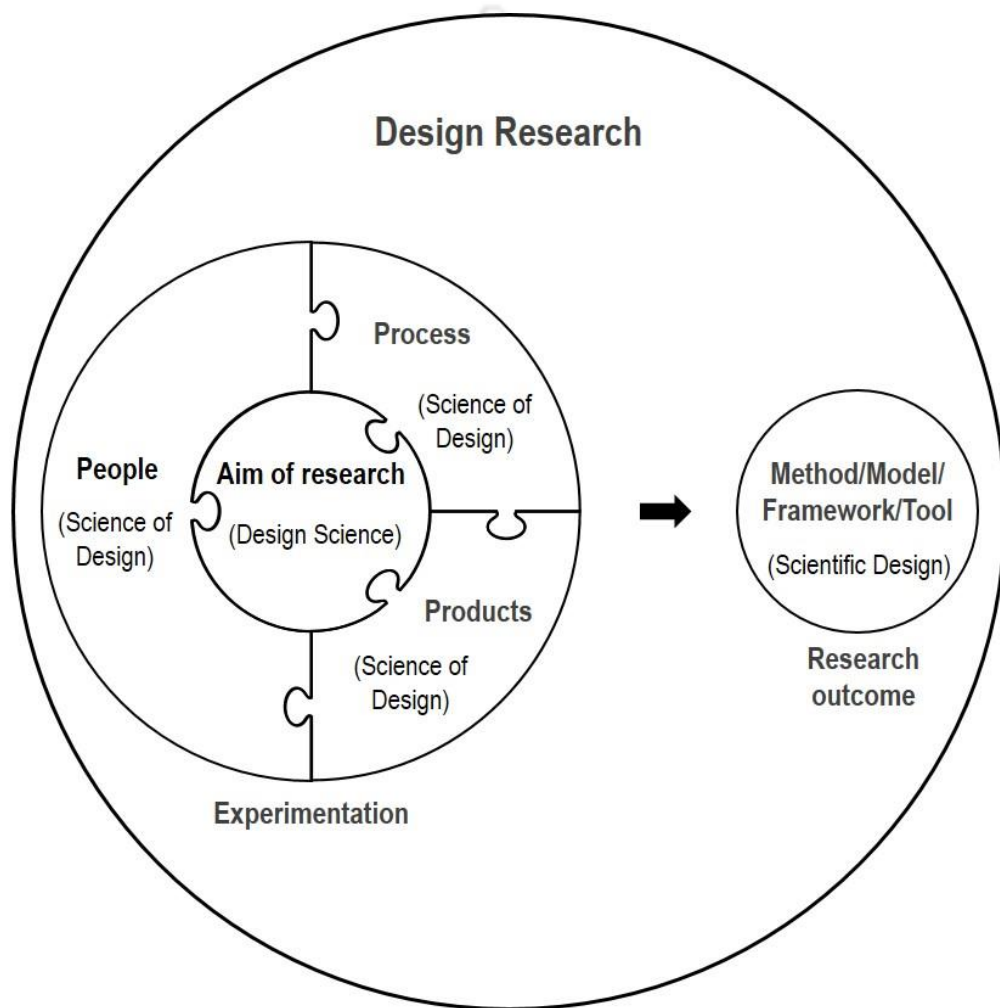 Design Research
Process
(Science of
Design)
People
(Science of
Design)
Aim of research
(Design Science)
Products
(Science of
Design)
Experimentation
Method/Model/
Framework/Tool
(Scientific Design)
Research
outcome